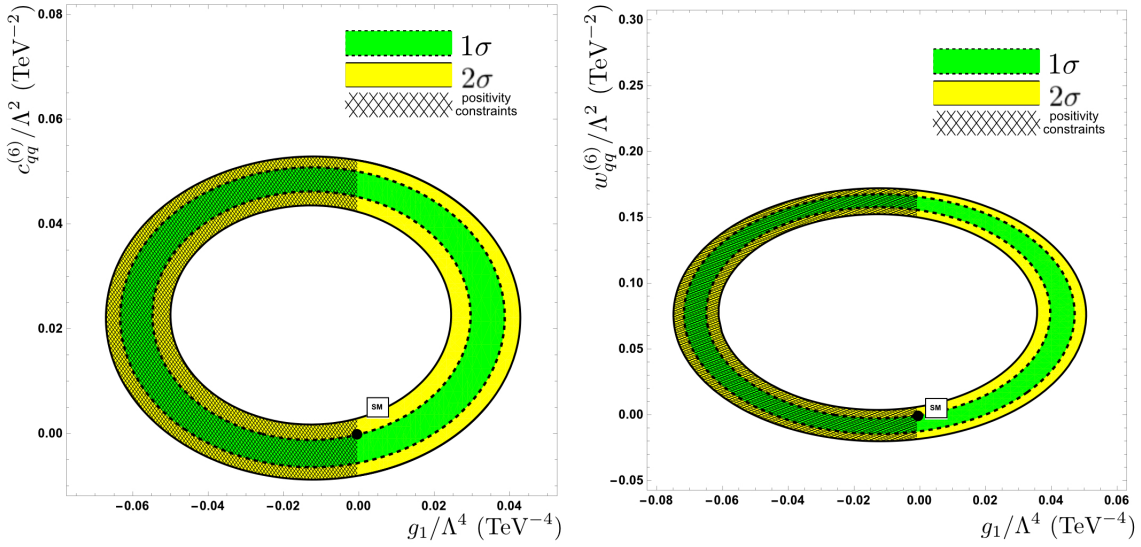 c_{qq}^{(6)}/Λ^2 (TeV^{-2})
0.08
0.06
0.04
0.02
0.00
1σ
2σ
positivity
constraints
SM
−0.06 −0.04 −0.02 0.00 0.02 0.04
g_1/Λ^4 (TeV^{-4})
w_{qq}^{(6)}/Λ^2 (TeV^{-2})
0.30
0.25
0.20
0.15
0.10
0.05
0.00
−0.05
1σ
2σ
positivity
constraints
SM
−0.08 −0.06 −0.04 −0.02 0.00 0.02 0.04 0.06
g_1/Λ^4 (TeV^{-4})